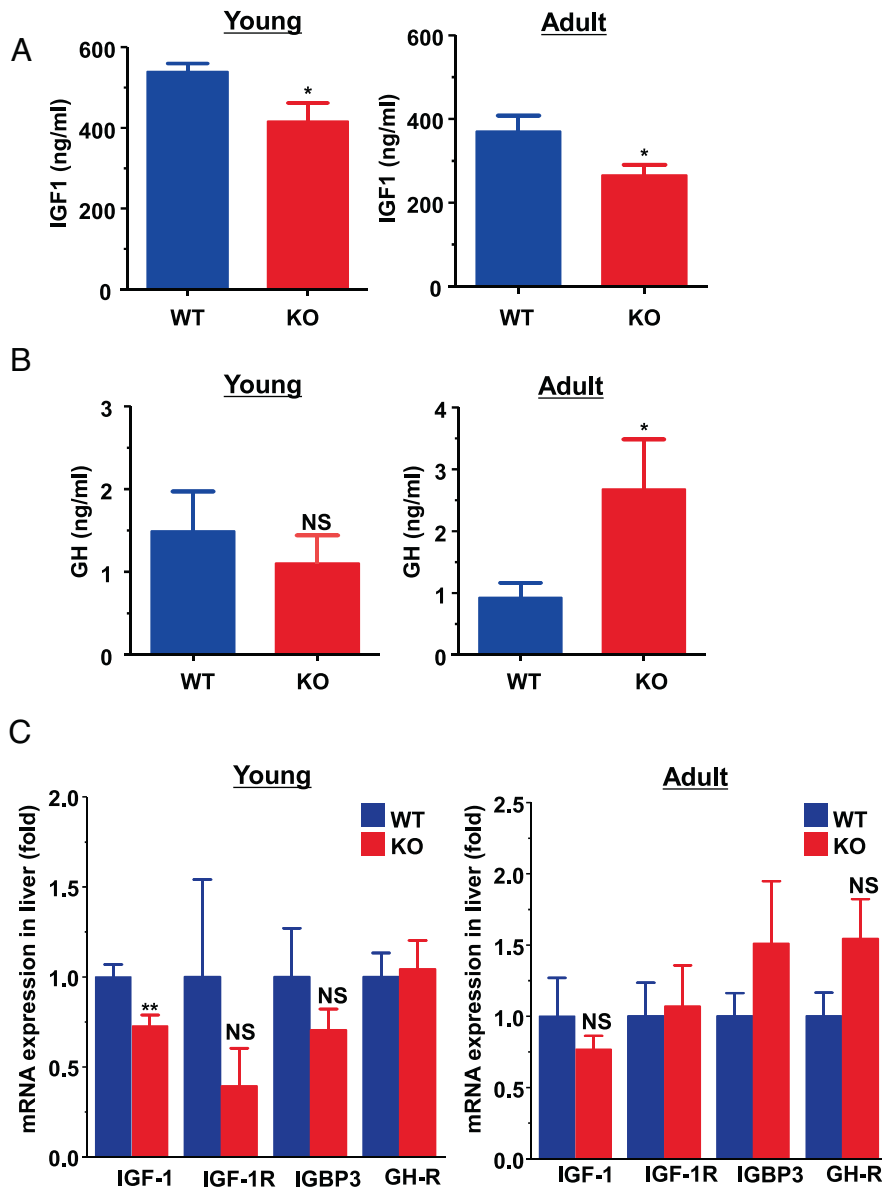 A
Young
Adult
IGF1 (ng/ml)
600
400
200
0
*
WT
KO
IGF1 (ng/ml)
600
400
200
0
*
WT
KO
B
Young
Adult
GH (ng/ml)
3
2
1
0
NS
WT
KO
GH (ng/ml)
4
3
2
1
0
*
WT
KO
C
Young
Adult
mRNA expression in liver (fold)
2.0
1.5
1.0
0.5
0.0
WT
KO
**
NS
NS
IGF-1
IGF-1R
IGBP3
GH-R
mRNA expression in liver (fold)
2.5
2.0
1.5
1.0
0.5
0.0
WT
KO
NS
NS
IGF-1
IGF-1R
IGBP3
GH-R